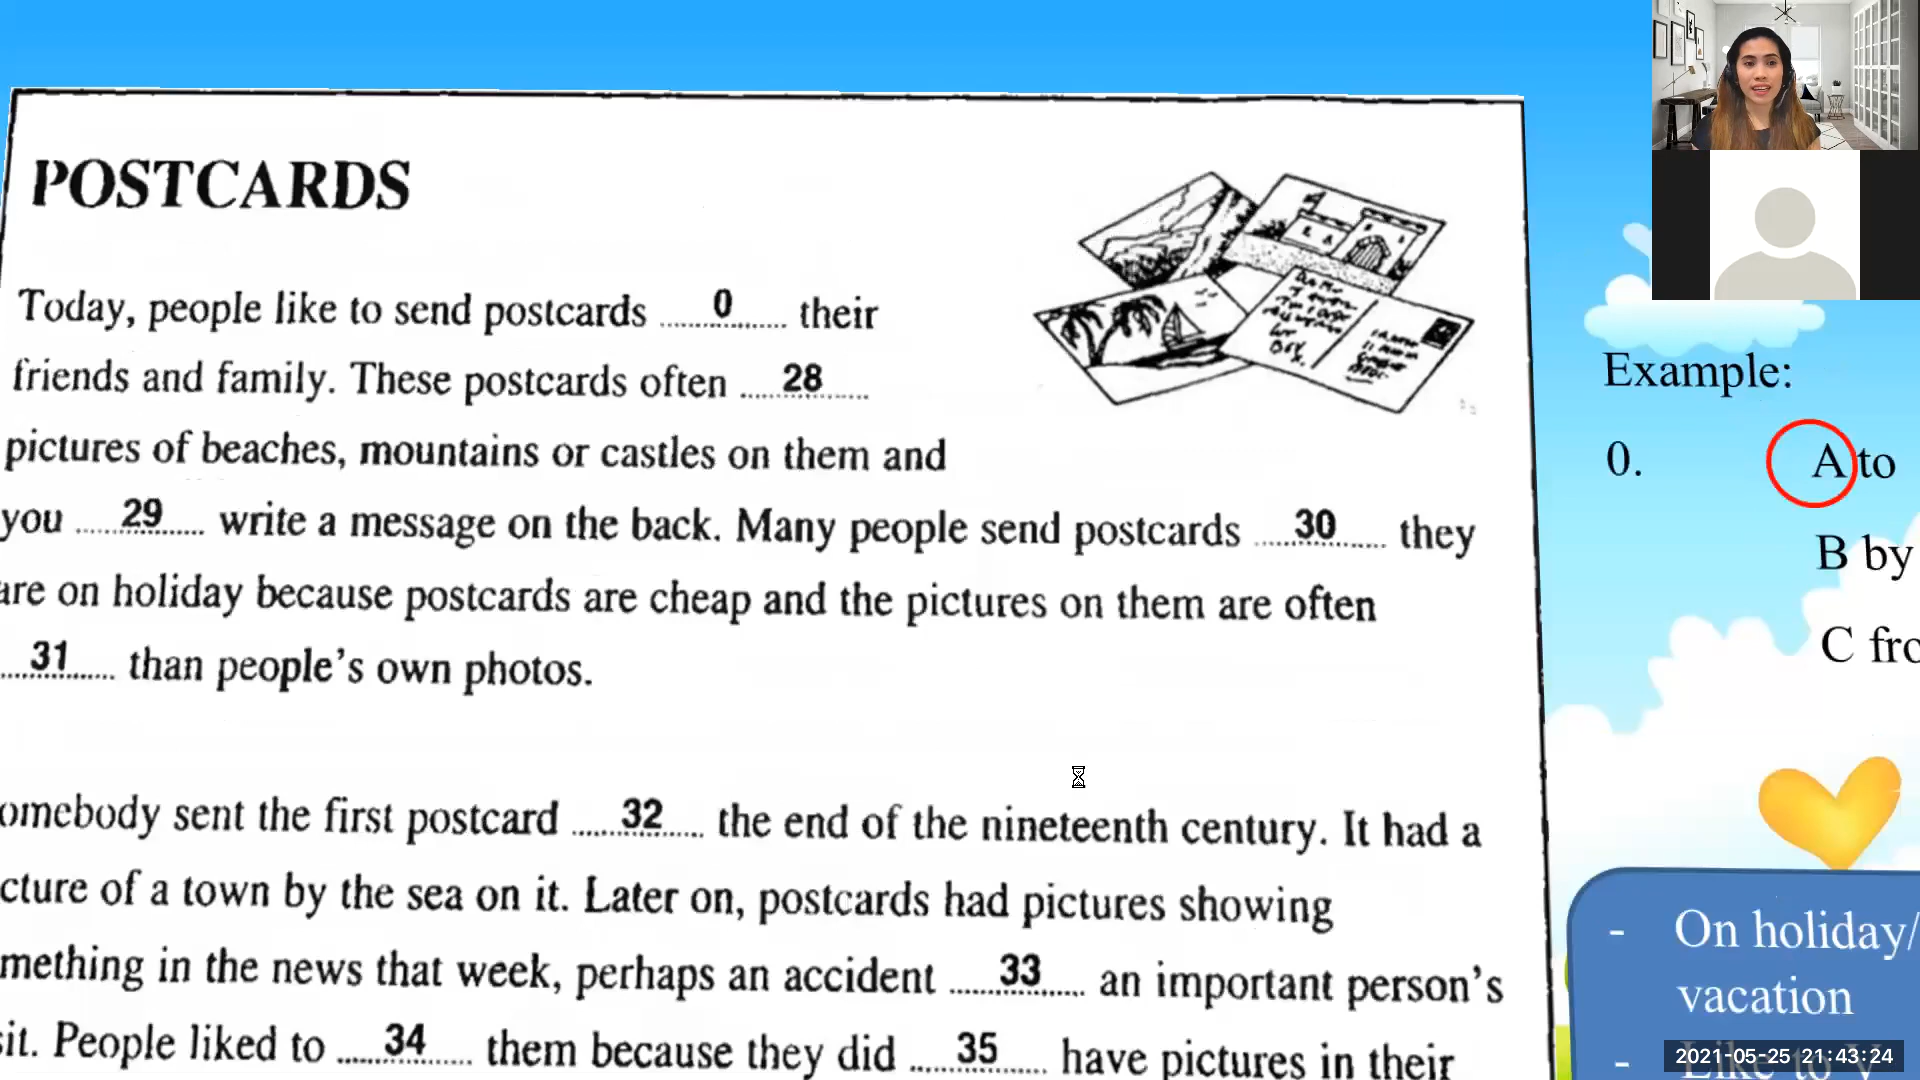 POSTCARDS
Today, people like to send postcards ....0.... their
friends and family. These postcards often ....28....
pictures of beaches, mountains or castles on them and
you ....29.... write a message on the back. Many people send postcards ....30.... they
are on holiday because postcards are cheap and the pictures on them are often
....31.... than people's own photos.
omebody sent the first postcard ....32.... the end of the nineteenth century. It had a
cture of a town by the sea on it. Later on, postcards had pictures showing
mething in the news that week, perhaps an accident ....33.... an important person's
sit. People liked to ....34.... them because they did ....35.... have pictures in their
Example:
0. A to
B by
C fro
- On holiday/
vacation
- Like to V
2021-05-25 21:43:24